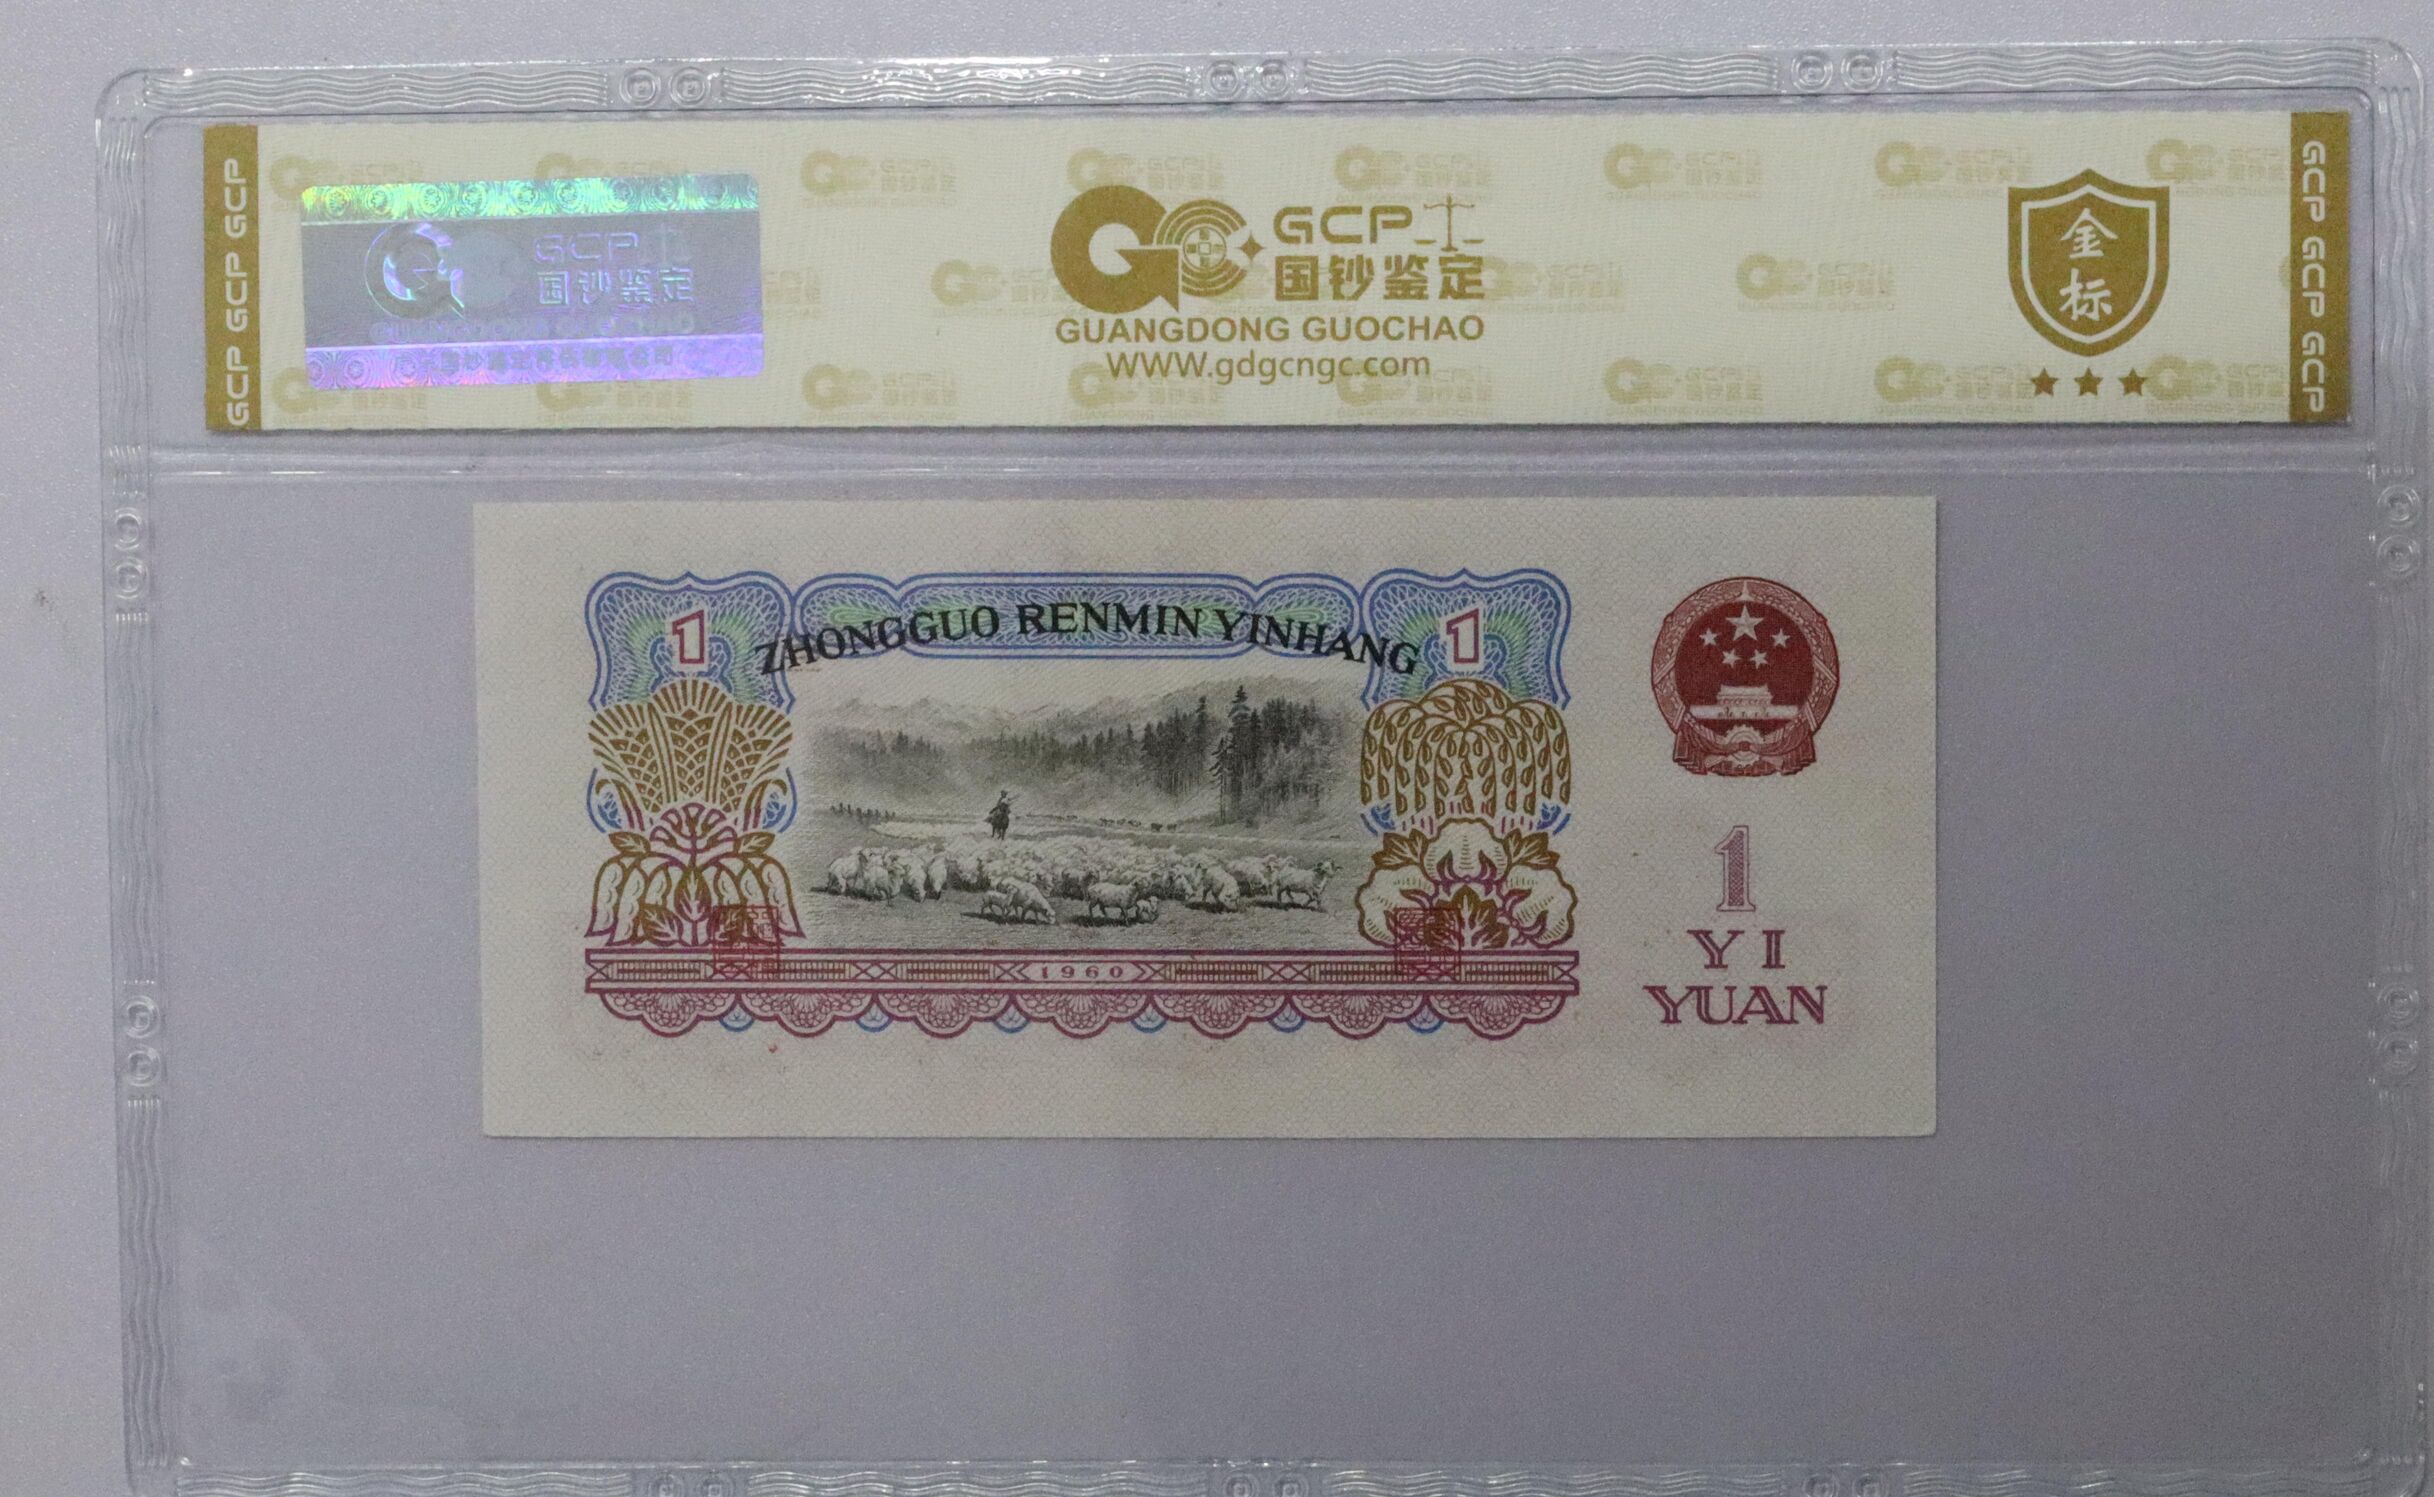 GCP GCP GCP
GCP
国钞鉴定
GUANGDONG GUOCHAO
GCP
国钞鉴定
GUANGDONG GUOCHAO
WWW.gdgcngc.com
金
标
GCP GCP GCP
1
ZHONGGUO RENMIN YINHANG
1
1960
1
YI
YUAN